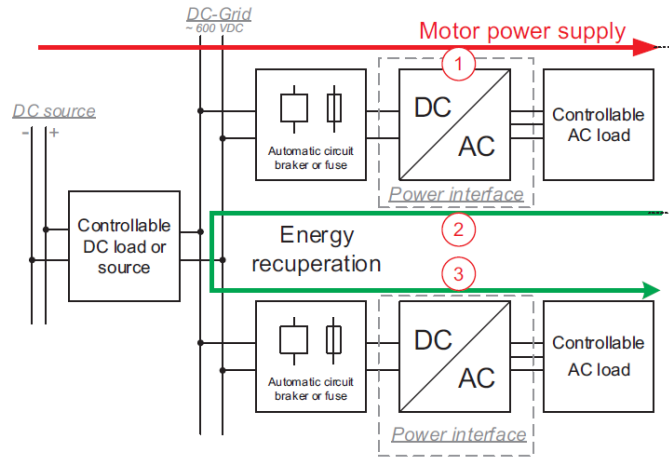 DC-Grid
~ 600 VDC
Motor power supply
1
DC source
- +
DC
AC
Automatic circuit
braker or fuse
Controllable
AC load
Power interface
Controllable
DC load or
source
Energy
recuperation
2
3
DC
AC
Automatic circuit
braker or fuse
Controllable
AC load
Power interface